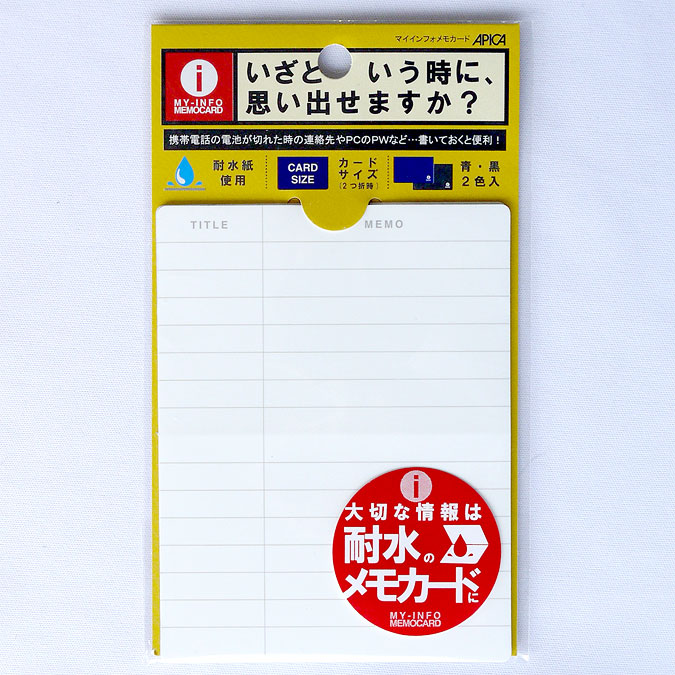 マイインフォメモカード APICA
i
MY-INFO
MEMOCARD
いざと いう時に、
思い出せますか？
携帯電話の電池が切れた時の連絡先やPCのPWなど…書いておくと便利！
耐水紙
使用
CARD
SIZE
カード
サイズ
(2つ折時)
青・黒
2色入
TITLE MEMO
i
大切な情報は
耐水の
メモカードに
MY-INFO
MEMOCARD